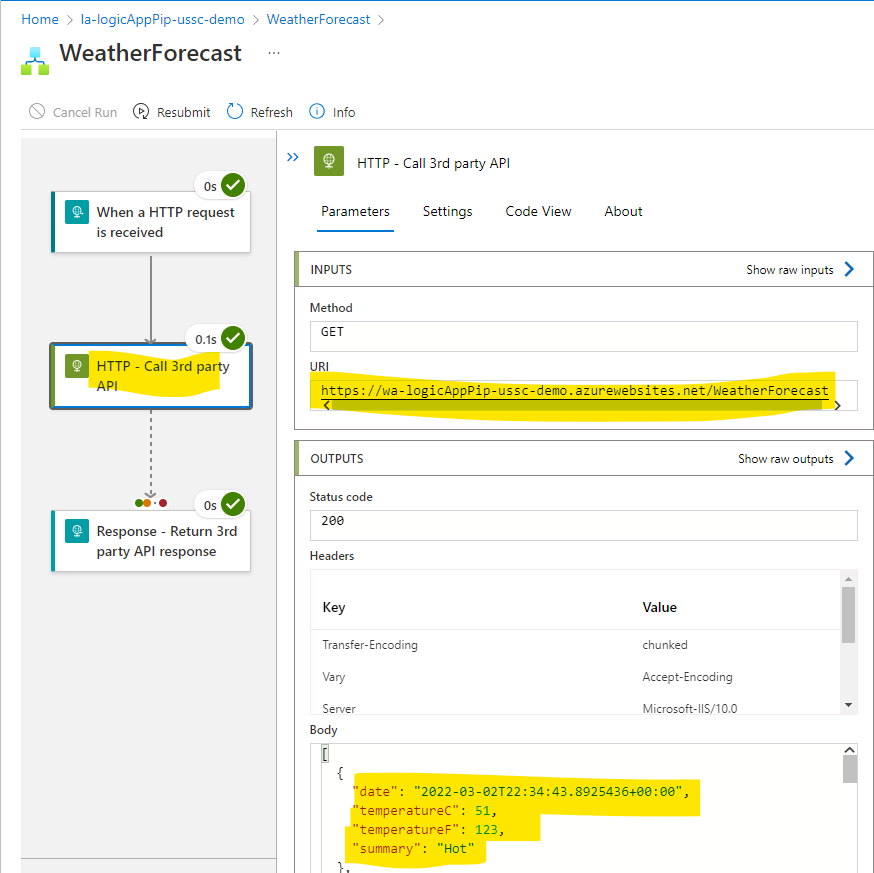 Home > la-logicAppPip-ussc-demo > WeatherForecast >
WeatherForecast ...
Cancel Run Resubmit Refresh Info
0s
When a HTTP request
is received
0.1s
HTTP - Call 3rd party
API
0s
Response - Return 3rd
party API response
HTTP - Call 3rd party API
Parameters Settings Code View About
INPUTS Show raw inputs
Method
GET
URI
https://wa-logicAppPip-ussc-demo.azurewebsites.net/WeatherForecast
OUTPUTS Show raw outputs
Status code
200
Headers
Key Value
Transfer-Encoding chunked
Vary Accept-Encoding
Server Microsoft-IIS/10.0
Body
[
{
"date": "2022-03-02T22:34:43.8925436+00:00",
"temperatureC": 51,
"temperatureF": 123,
"summary": "Hot"
},